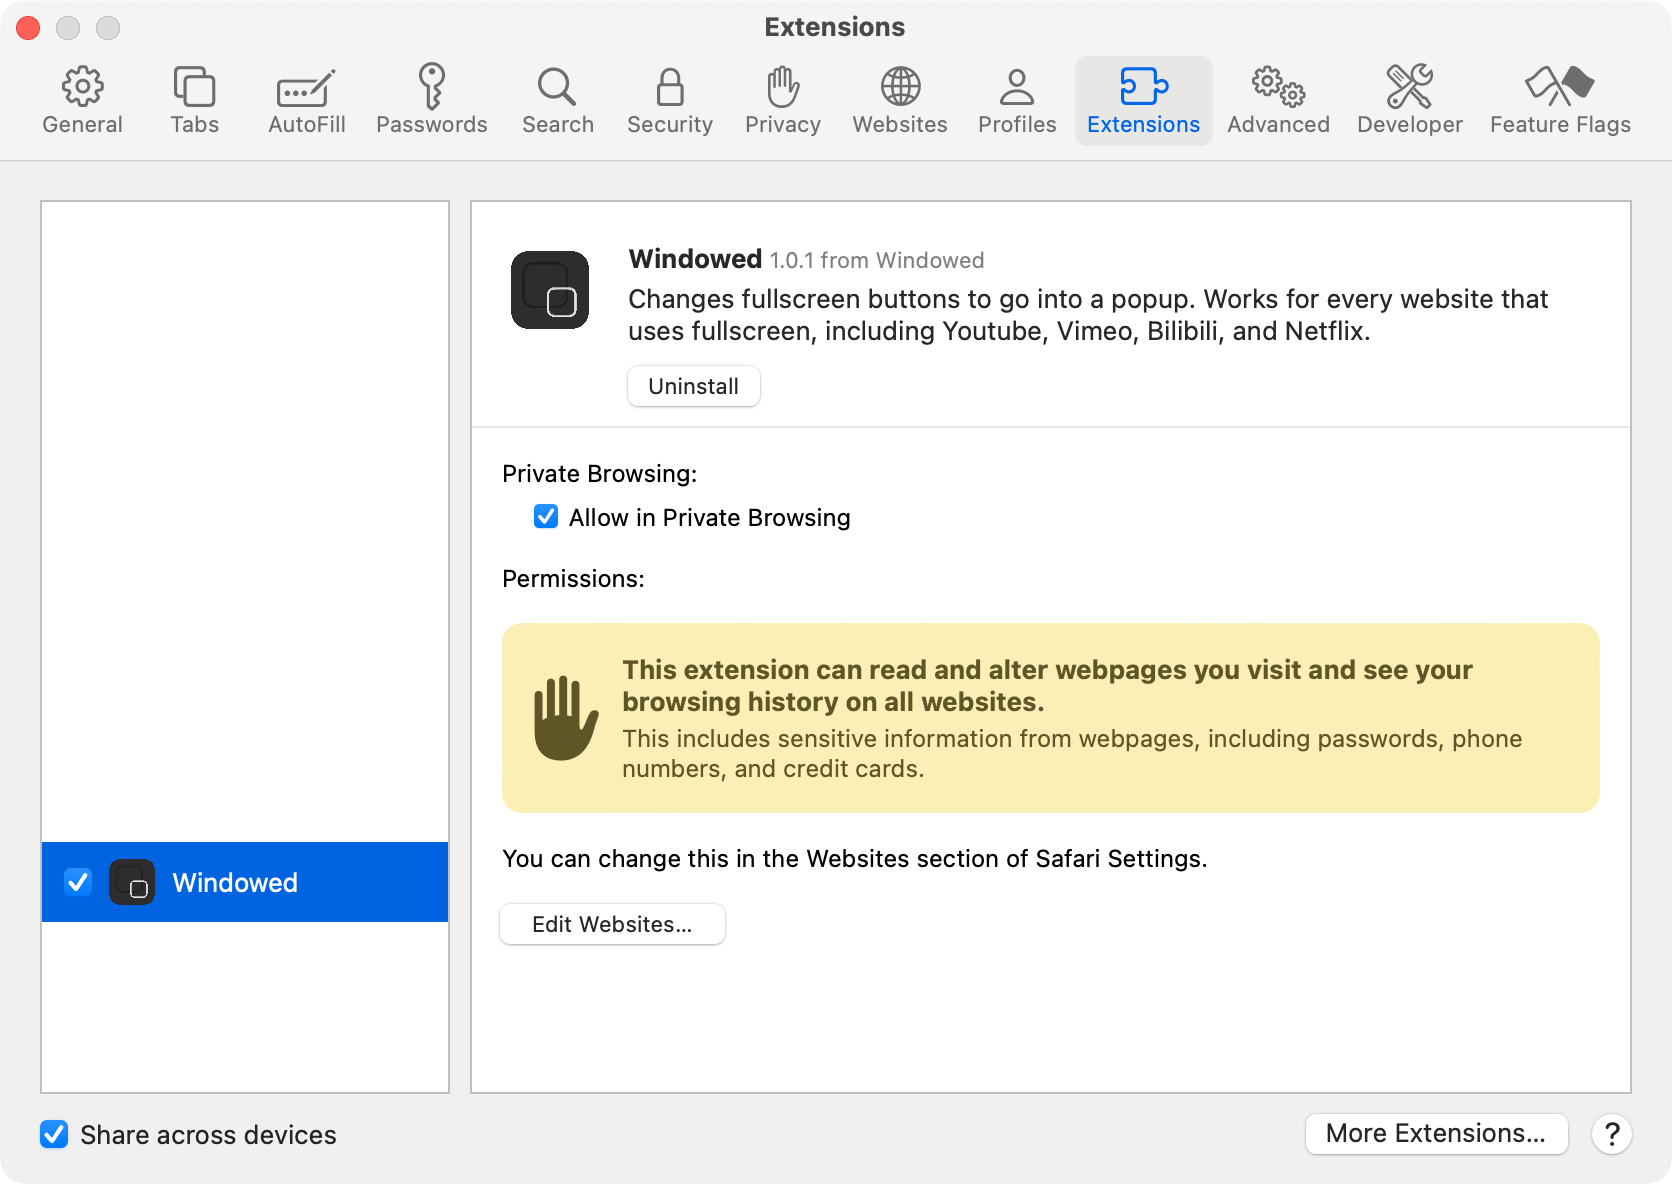 Extensions
General
Tabs
AutoFill
Passwords
Search
Security
Privacy
Websites
Profiles
Extensions
Advanced
Developer
Feature Flags
Windowed
Windowed 1.0.1 from Windowed
Changes fullscreen buttons to go into a popup. Works for every website that
uses fullscreen, including Youtube, Vimeo, Bilibili, and Netflix.
Uninstall
Private Browsing:
Allow in Private Browsing
Permissions:
This extension can read and alter webpages you visit and see your
browsing history on all websites.
This includes sensitive information from webpages, including passwords, phone
numbers, and credit cards.
You can change this in the Websites section of Safari Settings.
Edit Websites...
Share across devices
More Extensions...
?